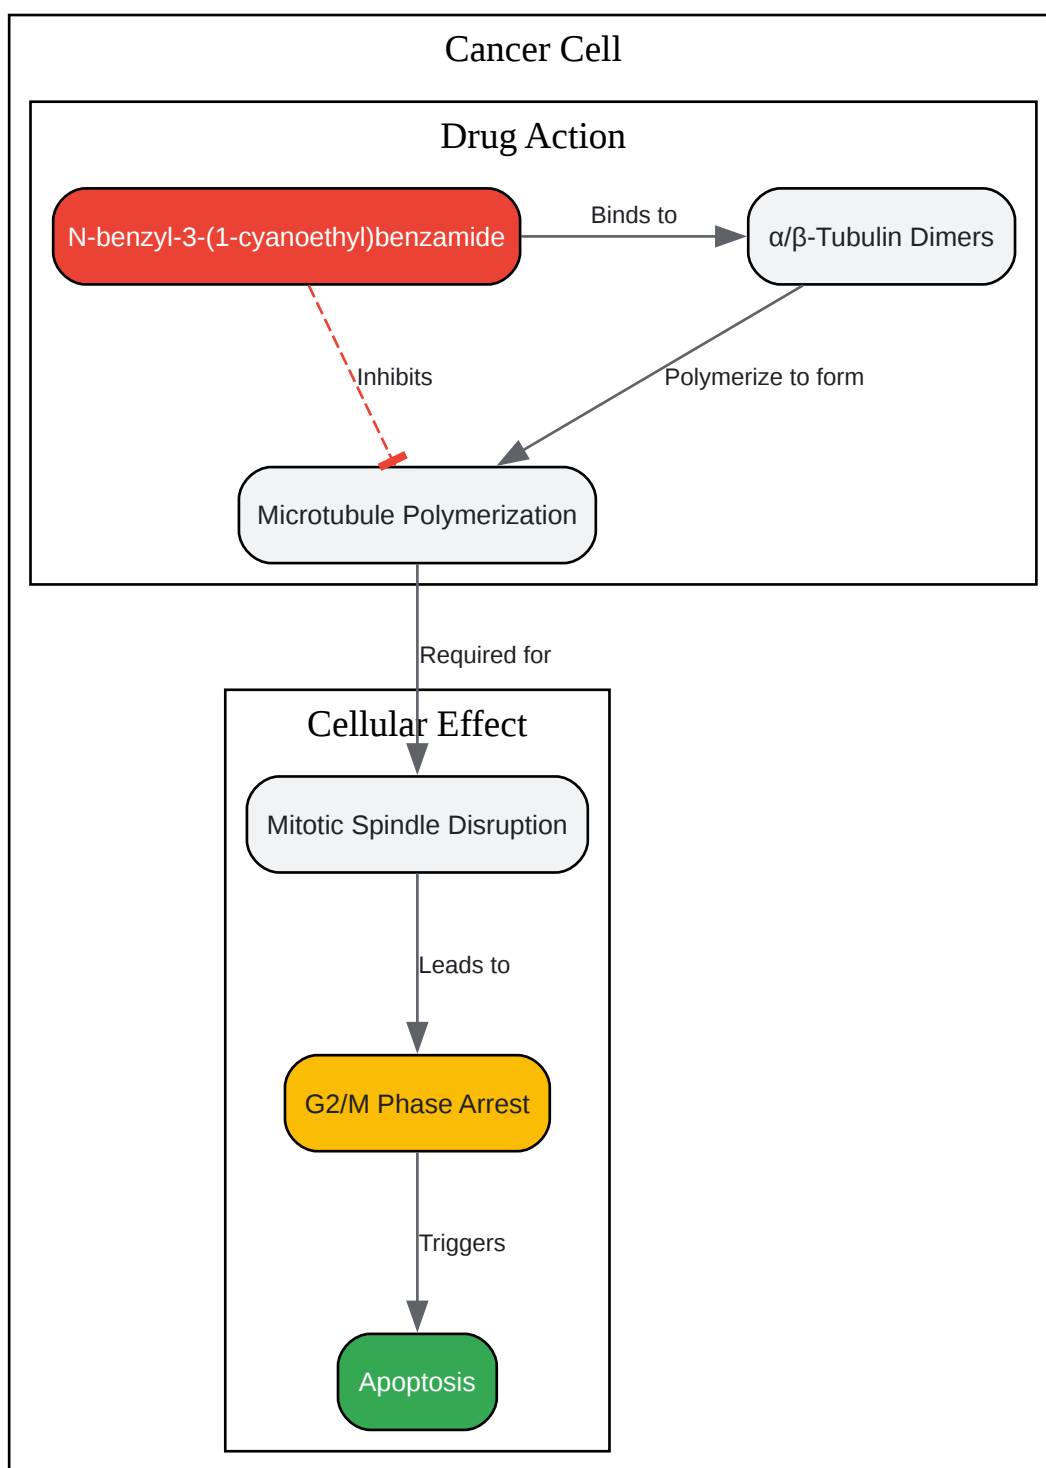 Cancer Cell
Drug Action
N-benzyl-3-(1-cyanoethyl)benzamide
Binds to
α/β-Tubulin Dimers
Inhibits
Polymerize to form
Microtubule Polymerization
Required for
Cellular Effect
Mitotic Spindle Disruption
Leads to
G2/M Phase Arrest
Triggers
Apoptosis